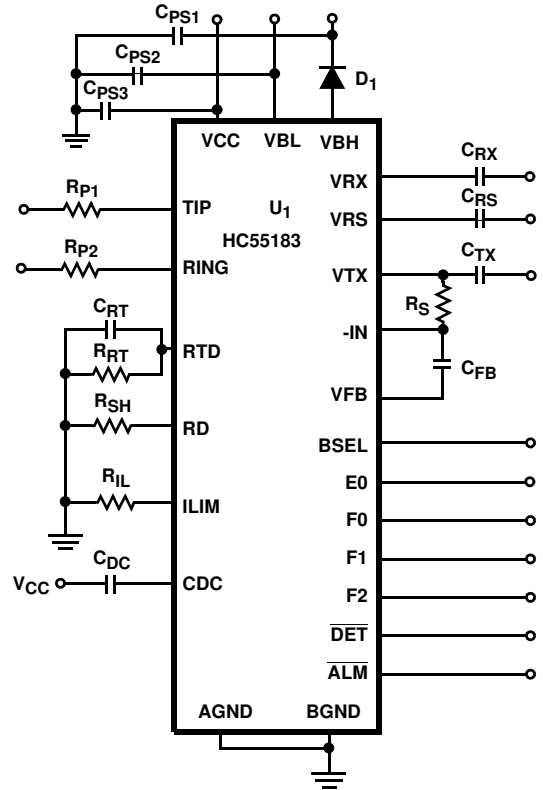 CPS1
CPS2
D1
CPS3
VCC VBL VBH
CRX
VRX
RP1
CRS
TIP U1 VRS
HC55183
RP2
CTX
RING VTX
RS
CRT
-IN
RTD
RRT
CFB
RSH
VFB
RD
BSEL
RIL
E0
ILIM
F0
CDC
F1
VCC CDC
F2
DET
ALM
AGND BGND